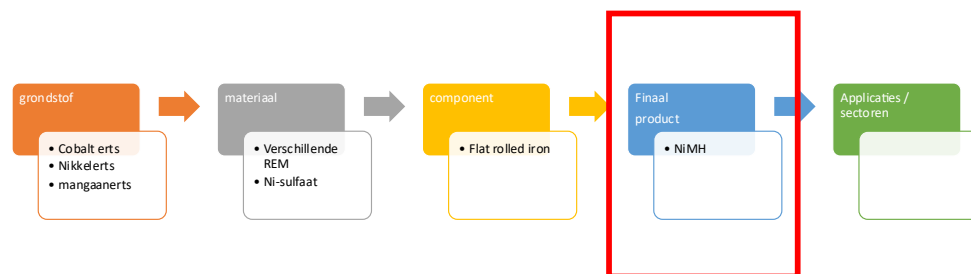 grondstof
• Cobalt erts
• Nikkelerts
• mangaanerts
materiaal
• Verschillende
REM
• Ni-sulfaat
component
• Flat rolled iron
Finaal
product
• NiMH
Applicaties /
sectoren